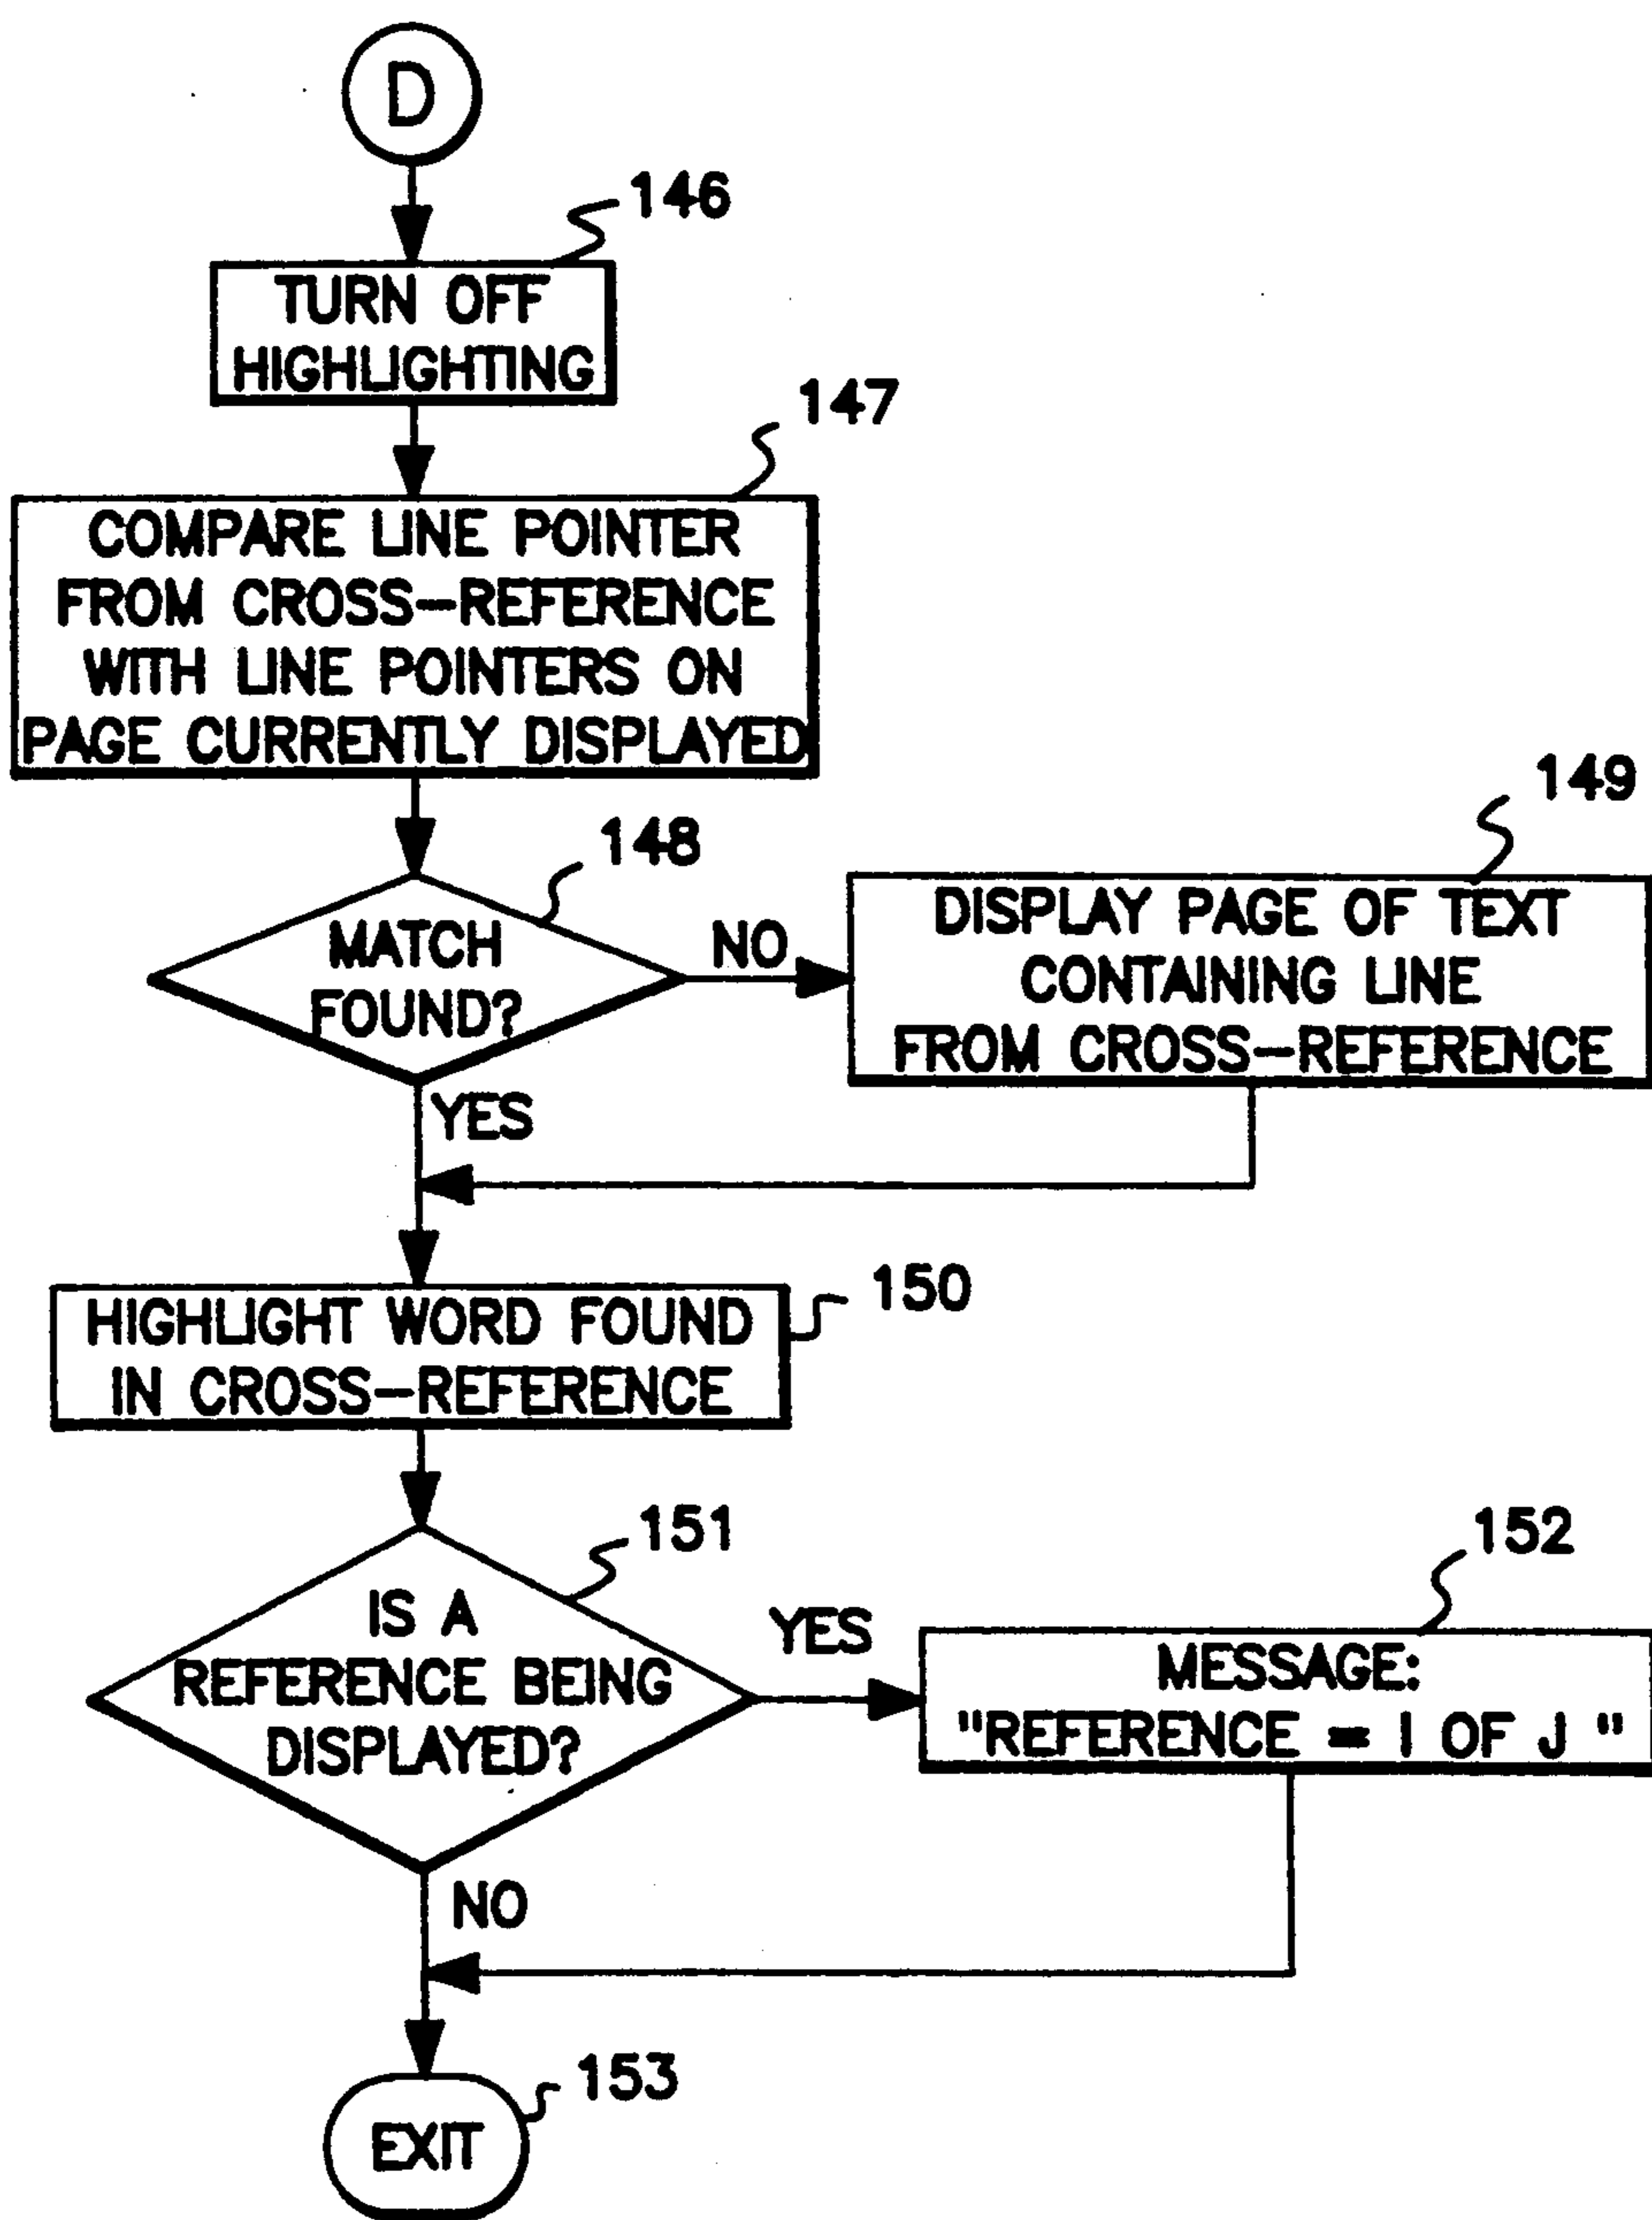 D
146
TURN OFF
HIGHLIGHTING
147
COMPARE LINE POINTER
FROM CROSS-REFERENCE
WITH LINE POINTERS ON
PAGE CURRENTLY DISPLAYED
148
MATCH
FOUND?
NO
149
DISPLAY PAGE OF TEXT
CONTAINING LINE
FROM CROSS-REFERENCE
YES
150
HIGHLIGHT WORD FOUND
IN CROSS-REFERENCE
151
IS A
REFERENCE BEING
DISPLAYED?
YES
152
MESSAGE:
"REFERENCE = I OF J "
NO
153
EXIT